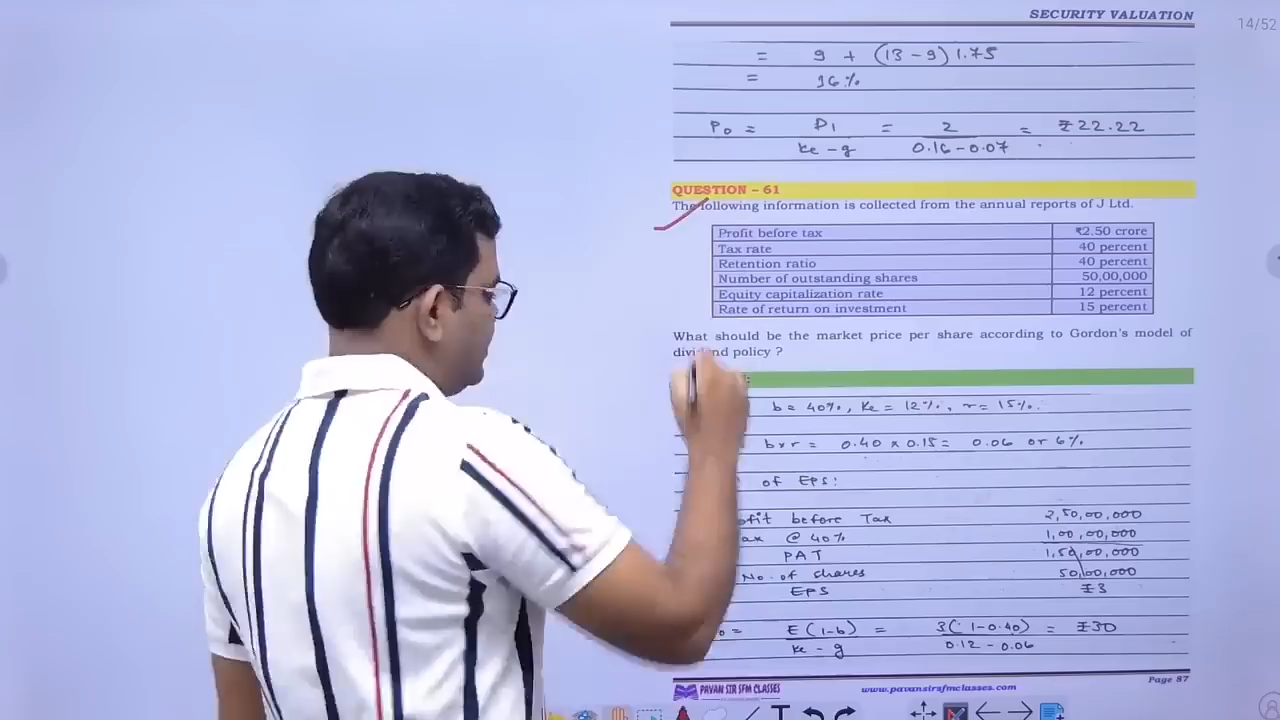 SECURITY VALUATION
14/52
= 9 + (13 - 9) 1.75
= 16%
P0 = D1 = 2 = ₹22.22
ke - g 0.16 - 0.07
QUESTION – 61
The following information is collected from the annual reports of J Ltd.
Profit before tax ₹2.50 crore
Tax rate 40 percent
Retention ratio 40 percent
Number of outstanding shares 50,00,000
Equity capitalization rate 12 percent
Rate of return on investment 15 percent
What should be the market price per share according to Gordon's model of
dividend policy ?
b = 40%, ke = 12%, r = 15%.
b x r = 0.40 x 0.15 = 0.06 or 6%
of EPS:
ofit before Tax 2,50,00,000
ax @ 40% 1,00,00,000
PAT 1,50,00,000
No. of shares 50,00,000
EPS ₹3
= E (1-b) = 3(1-0.40) = ₹30
ke - g 0.12 - 0.06
PAVAN SIR SFM CLASSES
www.pavansirsfmclasses.com
Page 87